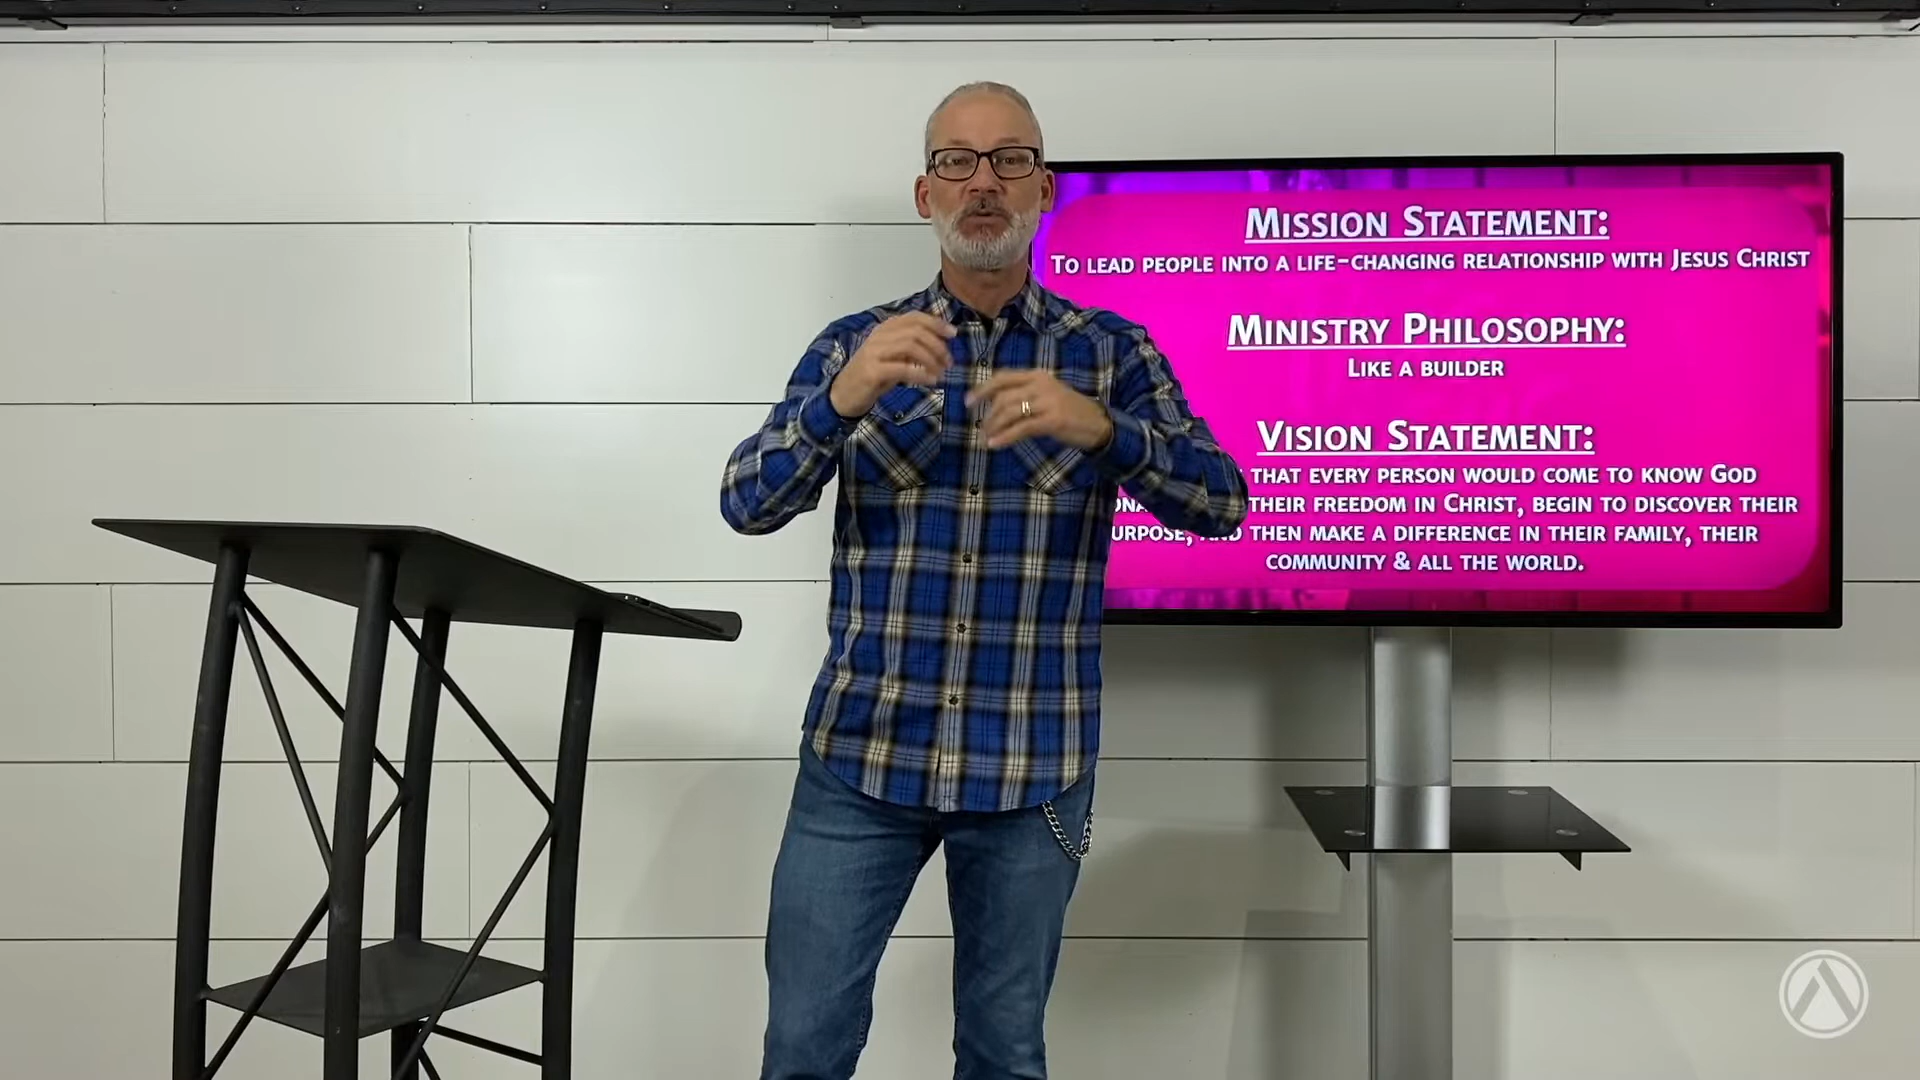 Mission Statement:
To lead people into a life-changing relationship with Jesus Christ
Ministry Philosophy:
Like a builder
Vision Statement:
that every person would come to know God
their freedom in Christ, begin to discover their
then make a difference in their family, their
community & all the world.